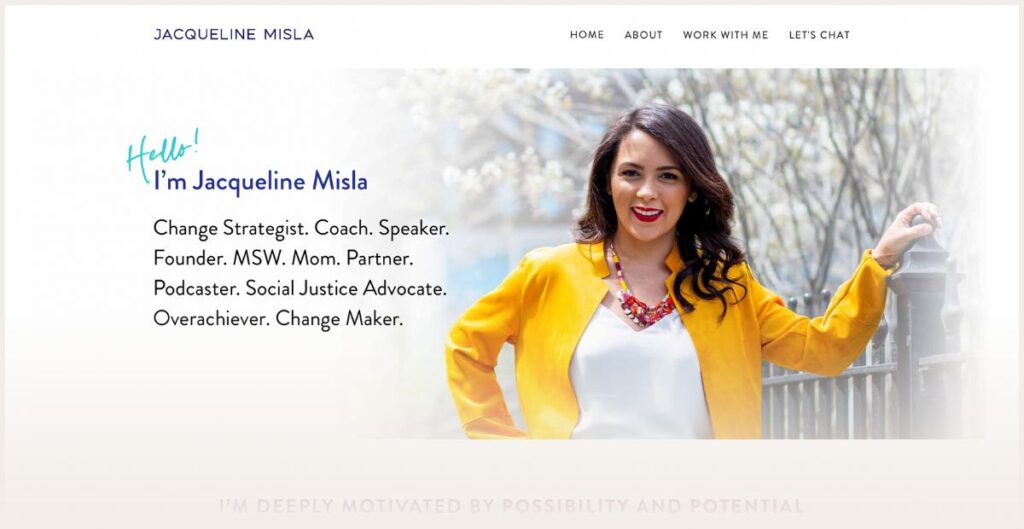 JACQUELINE MISLA
HOME ABOUT WORK WITH ME LET'S CHAT
Hello!
I'm Jacqueline Misla
Change Strategist. Coach. Speaker.
Founder. MSW. Mom. Partner.
Podcaster. Social Justice Advocate.
Overachiever. Change Maker.
I'M DEEPLY MOTIVATED BY POSSIBILITY AND POTENTIAL